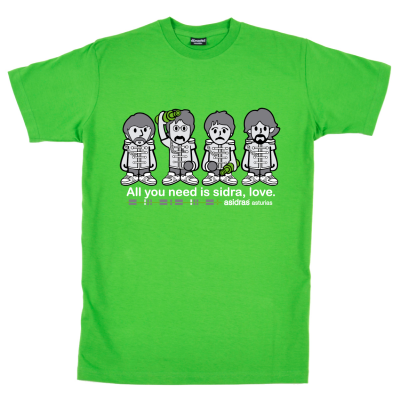 All you need is sidra, love.
asidras asturias